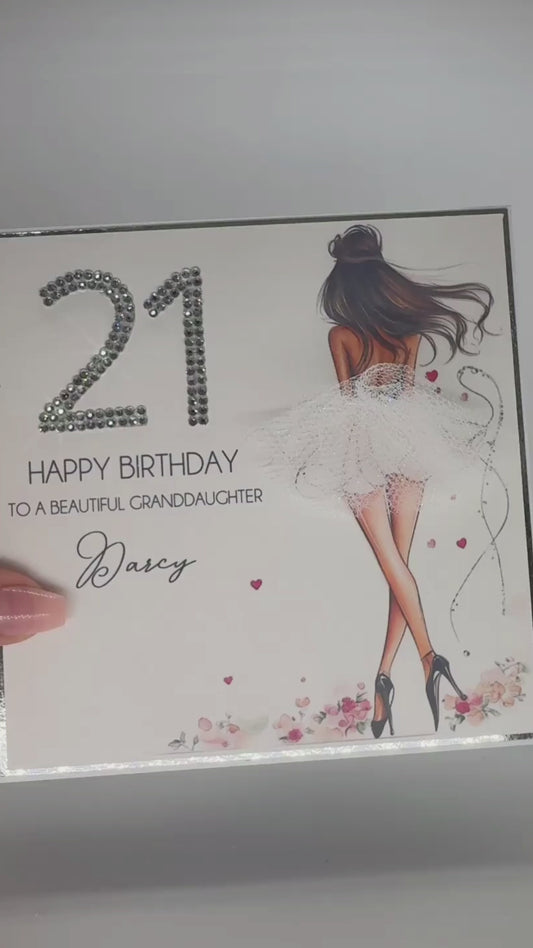 21
HAPPY BIRTHDAY
TO A BEAUTIFUL GRANDDAUGHTER
Darcy